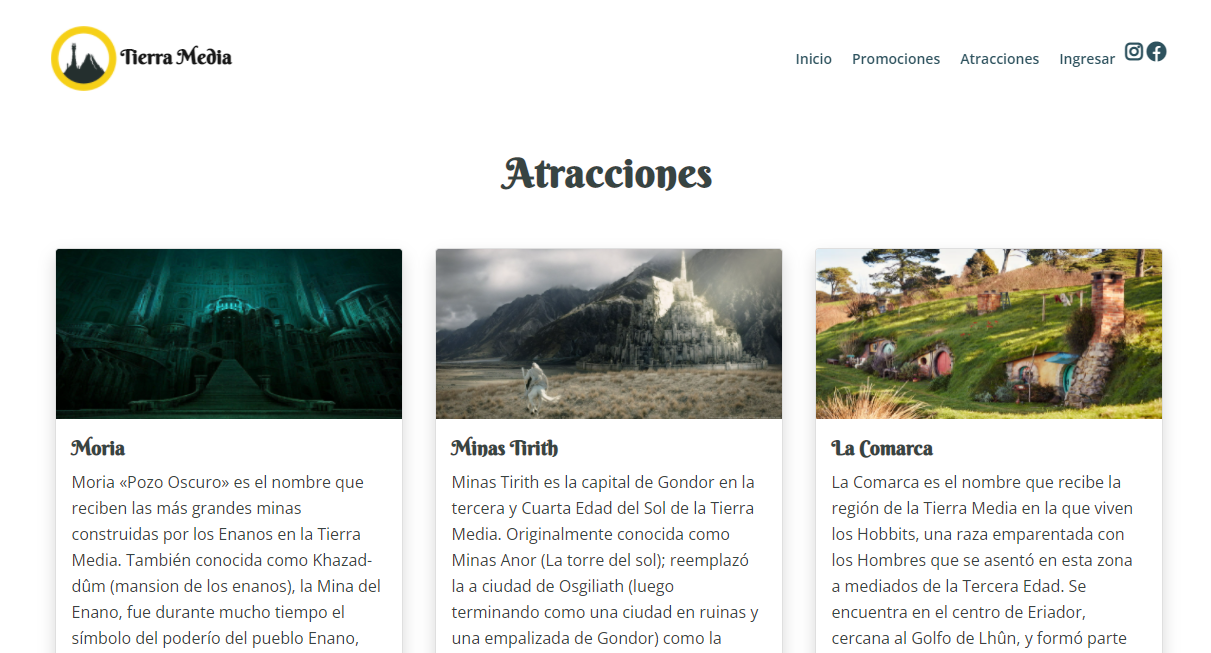 Tierra Media
Inicio Promociones Atracciones Ingresar
Atracciones
Moria
Moria «Pozo Oscuro» es el nombre que
reciben las más grandes minas
construidas por los Enanos en la Tierra
Media. También conocida como Khazad-
dûm (mansion de los enanos), la Mina del
Enano, fue durante mucho tiempo el
símbolo del poderío del pueblo Enano,
Minas Tirith
Minas Tirith es la capital de Gondor en la
tercera y Cuarta Edad del Sol de la Tierra
Media. Originalmente conocida como
Minas Anor (La torre del sol); reemplazó
la a ciudad de Osgiliath (luego
terminando como una ciudad en ruinas y
una empalizada de Gondor) como la
La Comarca
La Comarca es el nombre que recibe la
región de la Tierra Media en la que viven
los Hobbits, una raza emparentada con
los Hombres que se asentó en esta zona
a mediados de la Tercera Edad. Se
encuentra en el centro de Eriador,
cercana al Golfo de Lhûn, y formó parte